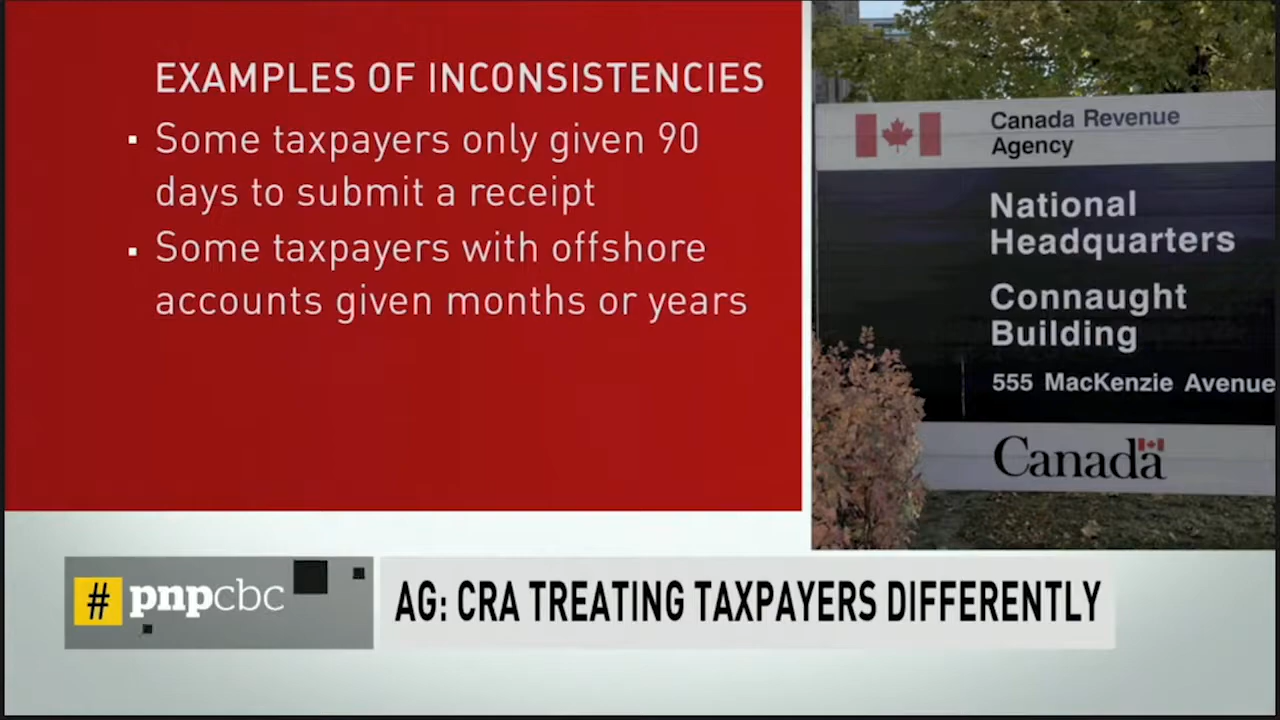 EXAMPLES OF INCONSISTENCIES
▪ Some taxpayers only given 90
days to submit a receipt
▪ Some taxpayers with offshore
accounts given months or years
Canada Revenue
Agency
National
Headquarters
Connaught
Building
555 MacKenzie Avenue
Canada
# pnpcbc
AG: CRA TREATING TAXPAYERS DIFFERENTLY